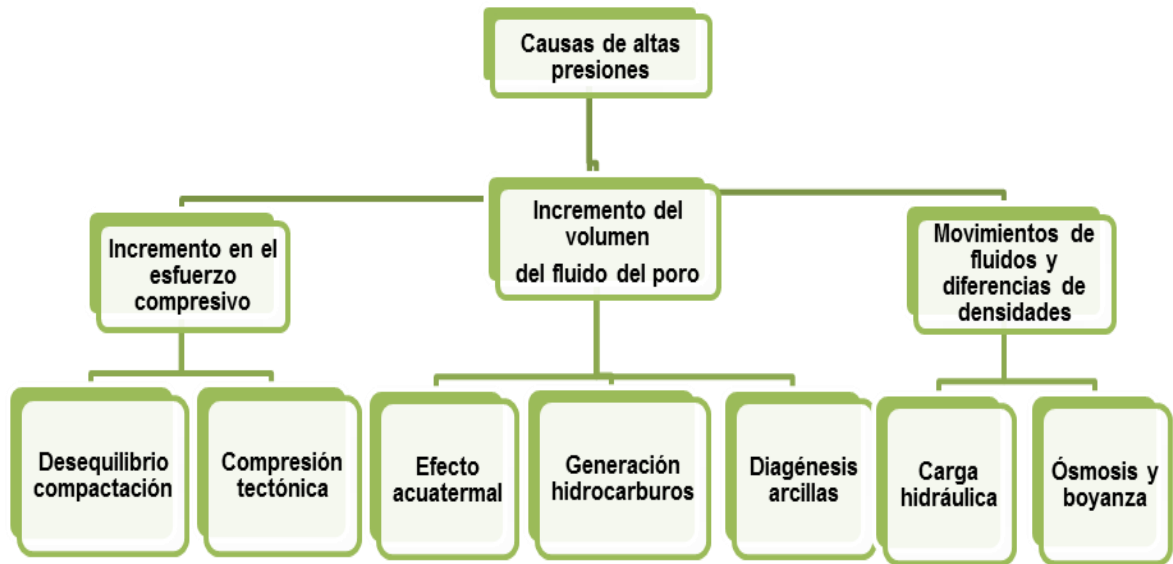 Causas de altas
presiones
Incremento en el
esfuerzo
compresivo
Incremento del
volumen
del fluido del poro
Movimientos de
fluidos y
diferencias de
densidades
Desequilibrio
compactación
Compresión
tectónica
Efecto
acuatermal
Generación
hidrocarburos
Diagénesis
arcillas
Carga
hidráulica
Ósmosis y
boyanza